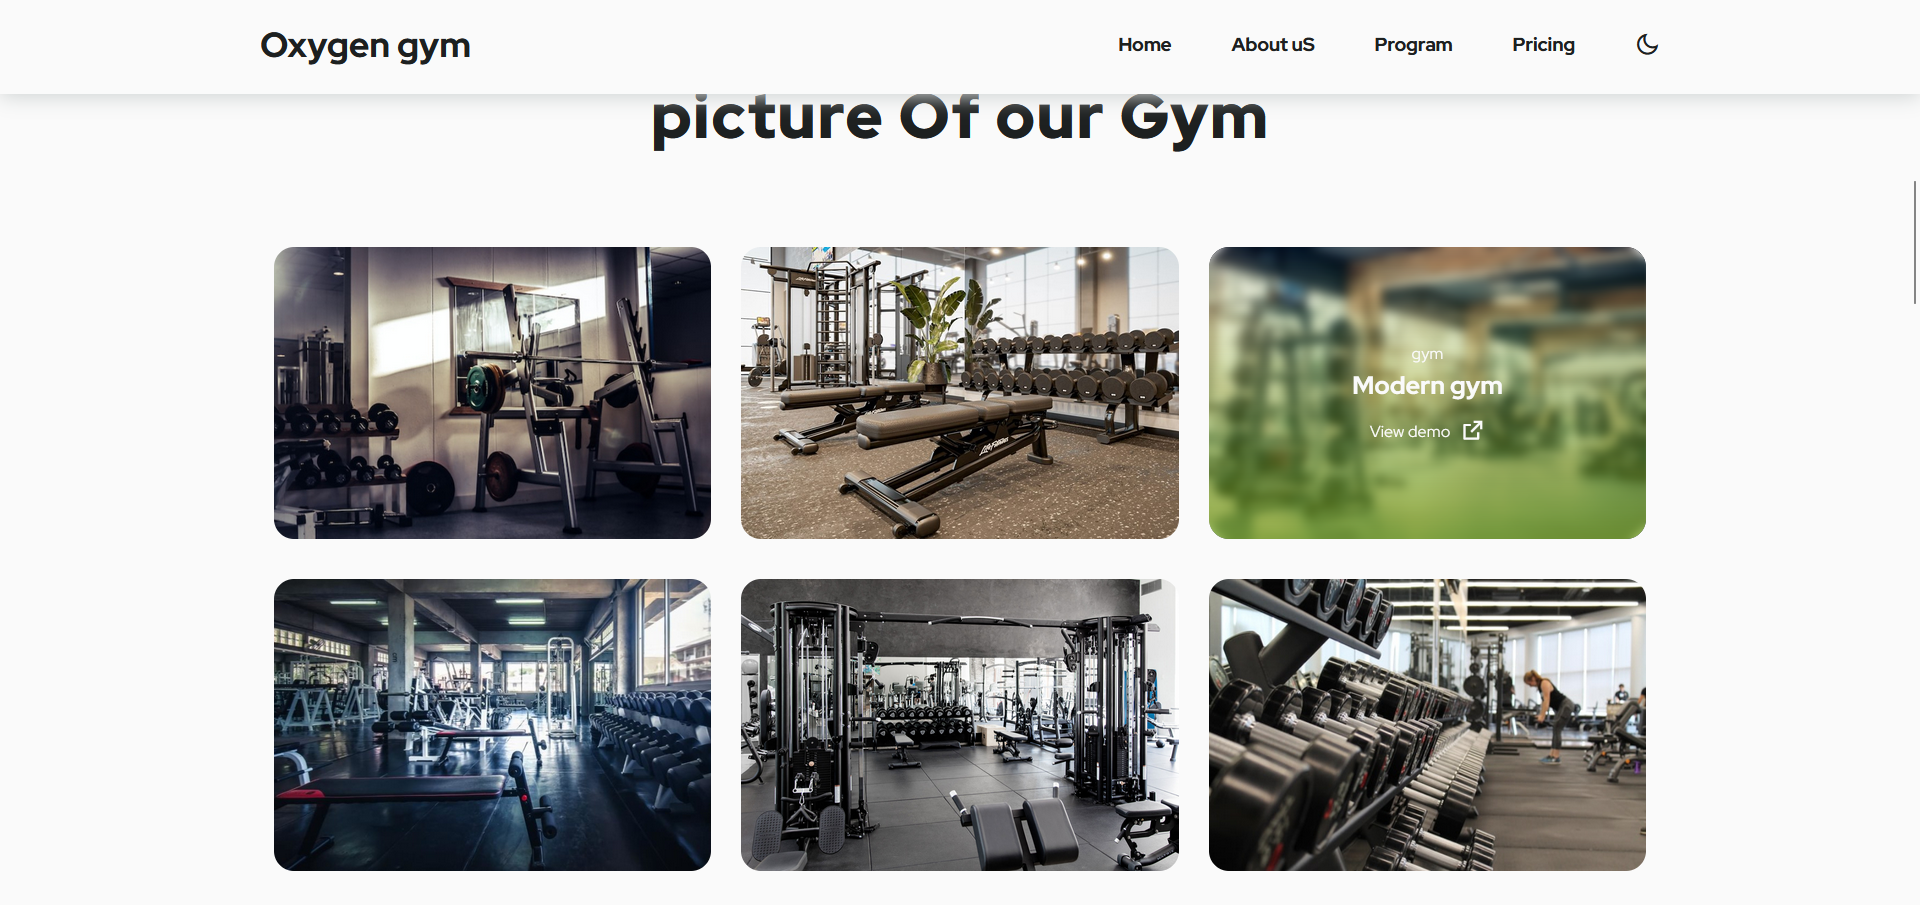 Oxygen gym
Home About uS Program Pricing
picture Of our Gym
gym
Modern gym
View demo